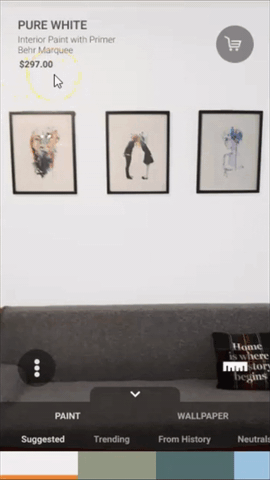 PURE WHITE
Interior Paint with Primer
Behr Marquee
$297.00
Home
is where
story
begins
PAINT WALLPAPER
Suggested Trending From History Neutrals